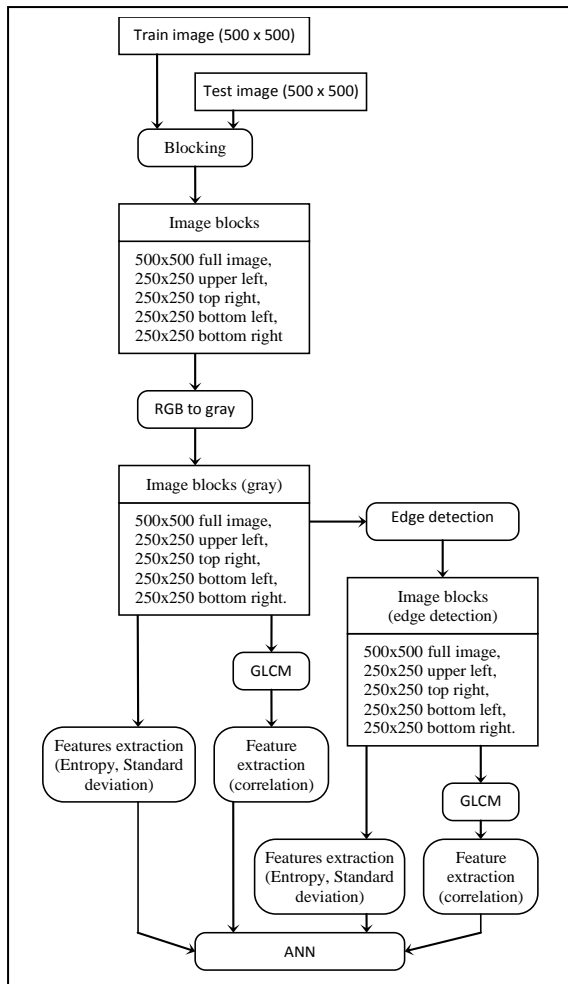 Train image (500 x 500)
Test image (500 x 500)
Blocking
Image blocks
500x500 full image,
250x250 upper left,
250x250 top right,
250x250 bottom left,
250x250 bottom right
RGB to gray
Image blocks (gray)
500x500 full image,
250x250 upper left,
250x250 top right,
250x250 bottom left,
250x250 bottom right.
Edge detection
Image blocks
(edge detection)
500x500 full image,
250x250 upper left,
250x250 top right,
250x250 bottom left,
250x250 bottom right.
GLCM
Features extraction
(Entropy, Standard
deviation)
Feature
extraction
(correlation)
GLCM
Features extraction
(Entropy, Standard
deviation)
Feature
extraction
(correlation)
ANN